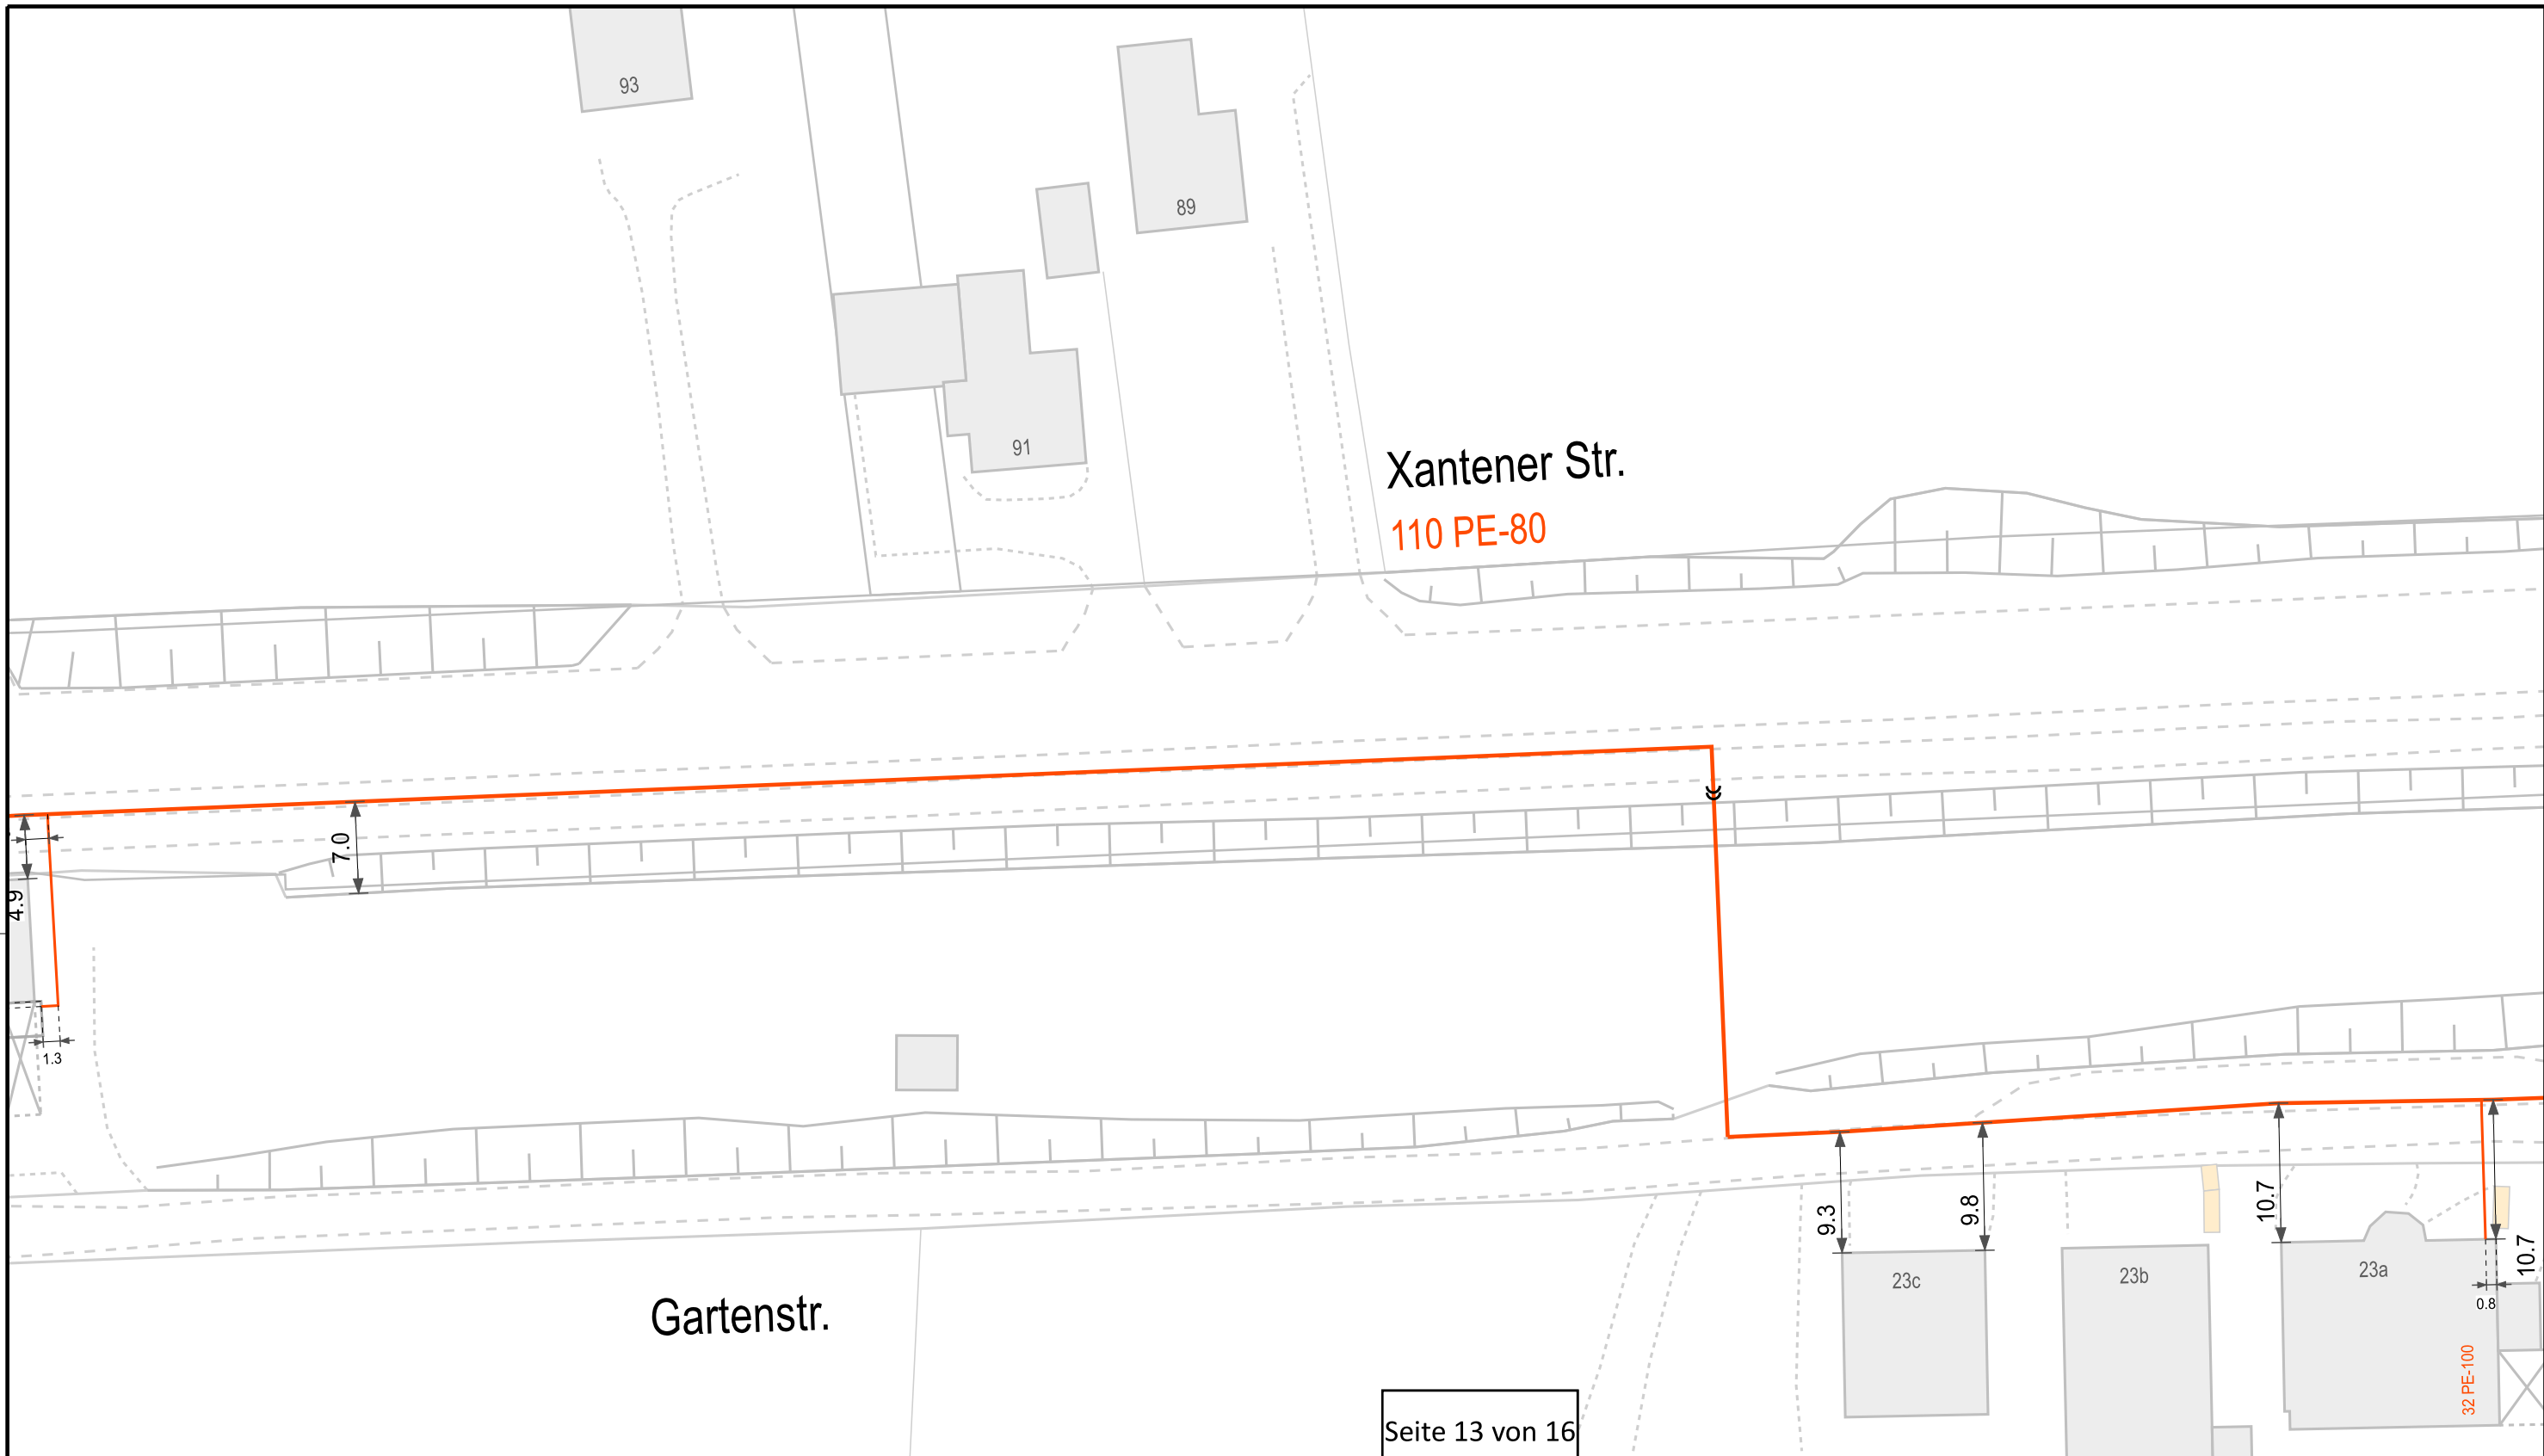 93
89
91
Xantener Str.
110 PE-80
7.0
4.9
1.3
9.3
9.8
10.7
10.7
23c
23b
23a
0.8
Gartenstr.
32 PE-100
Seite 13 von 16